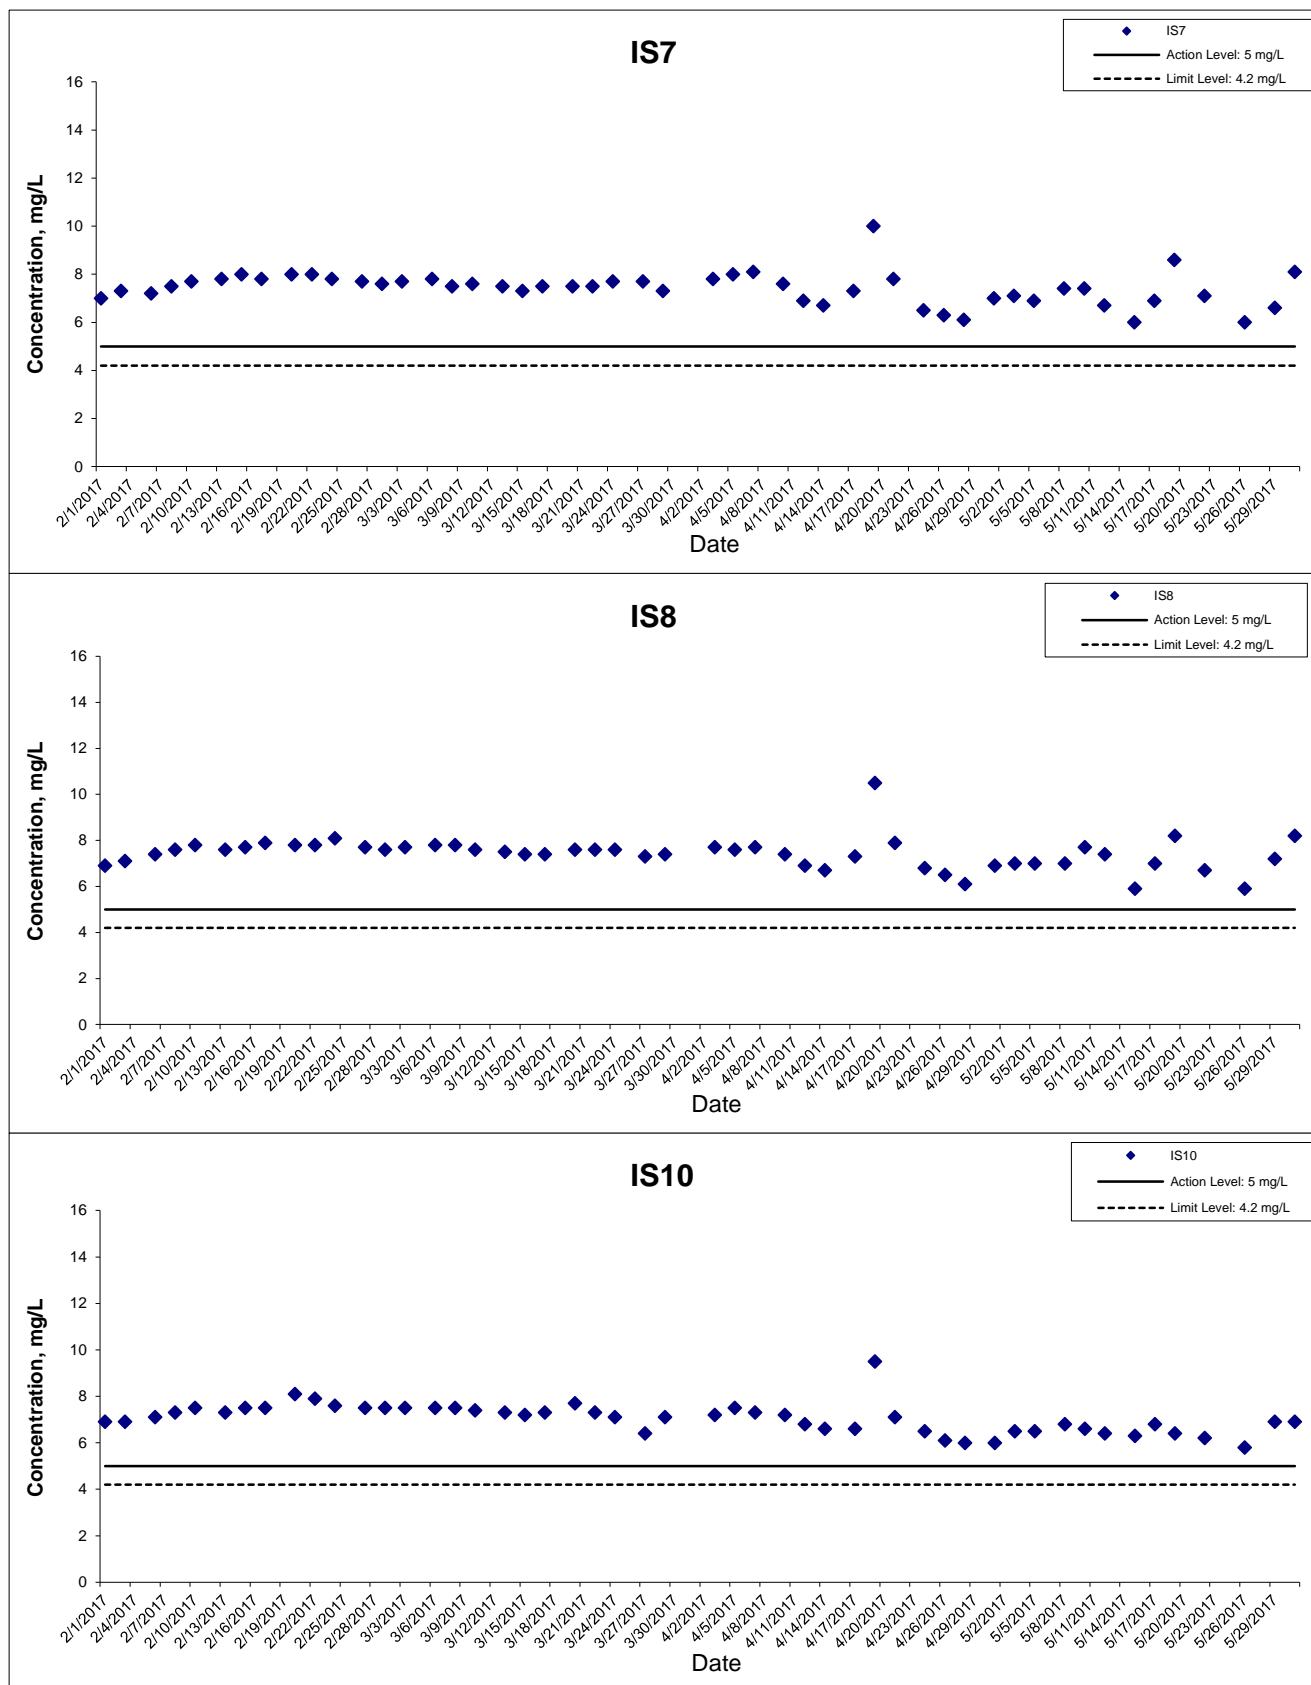 IS7
IS7
Action Level: 5 mg/L
Limit Level: 4.2 mg/L
Concentration, mg/L
16
14
12
10
8
6
4
2
0
2/1/2017 2/4/2017 2/7/2017 2/10/2017 2/13/2017 2/16/2017 2/19/2017 2/22/2017 2/25/2017 2/28/2017 3/3/2017 3/6/2017 3/9/2017 3/12/2017 3/15/2017 3/18/2017 3/21/2017 3/24/2017 3/27/2017 3/30/2017 4/2/2017 4/5/2017 4/8/2017 4/11/2017 4/14/2017 4/17/2017 4/20/2017 4/23/2017 4/26/2017 4/29/2017 5/2/2017 5/5/2017 5/8/2017 5/11/2017 5/14/2017 5/17/2017 5/20/2017 5/23/2017 5/26/2017 5/29/2017
Date
IS8
IS8
Action Level: 5 mg/L
Limit Level: 4.2 mg/L
Concentration, mg/L
16
14
12
10
8
6
4
2
0
2/1/2017 2/4/2017 2/7/2017 2/10/2017 2/13/2017 2/16/2017 2/19/2017 2/22/2017 2/25/2017 2/28/2017 3/3/2017 3/6/2017 3/9/2017 3/12/2017 3/15/2017 3/18/2017 3/21/2017 3/24/2017 3/27/2017 3/30/2017 4/2/2017 4/5/2017 4/8/2017 4/11/2017 4/14/2017 4/17/2017 4/20/2017 4/23/2017 4/26/2017 4/29/2017 5/2/2017 5/5/2017 5/8/2017 5/11/2017 5/14/2017 5/17/2017 5/20/2017 5/23/2017 5/26/2017 5/29/2017
Date
IS10
IS10
Action Level: 5 mg/L
Limit Level: 4.2 mg/L
Concentration, mg/L
16
14
12
10
8
6
4
2
0
2/1/2017 2/4/2017 2/7/2017 2/10/2017 2/13/2017 2/16/2017 2/19/2017 2/22/2017 2/25/2017 2/28/2017 3/3/2017 3/6/2017 3/9/2017 3/12/2017 3/15/2017 3/18/2017 3/21/2017 3/24/2017 3/27/2017 3/30/2017 4/2/2017 4/5/2017 4/8/2017 4/11/2017 4/14/2017 4/17/2017 4/20/2017 4/23/2017 4/26/2017 4/29/2017 5/2/2017 5/5/2017 5/8/2017 5/11/2017 5/14/2017 5/17/2017 5/20/2017 5/23/2017 5/26/2017 5/29/2017
Date